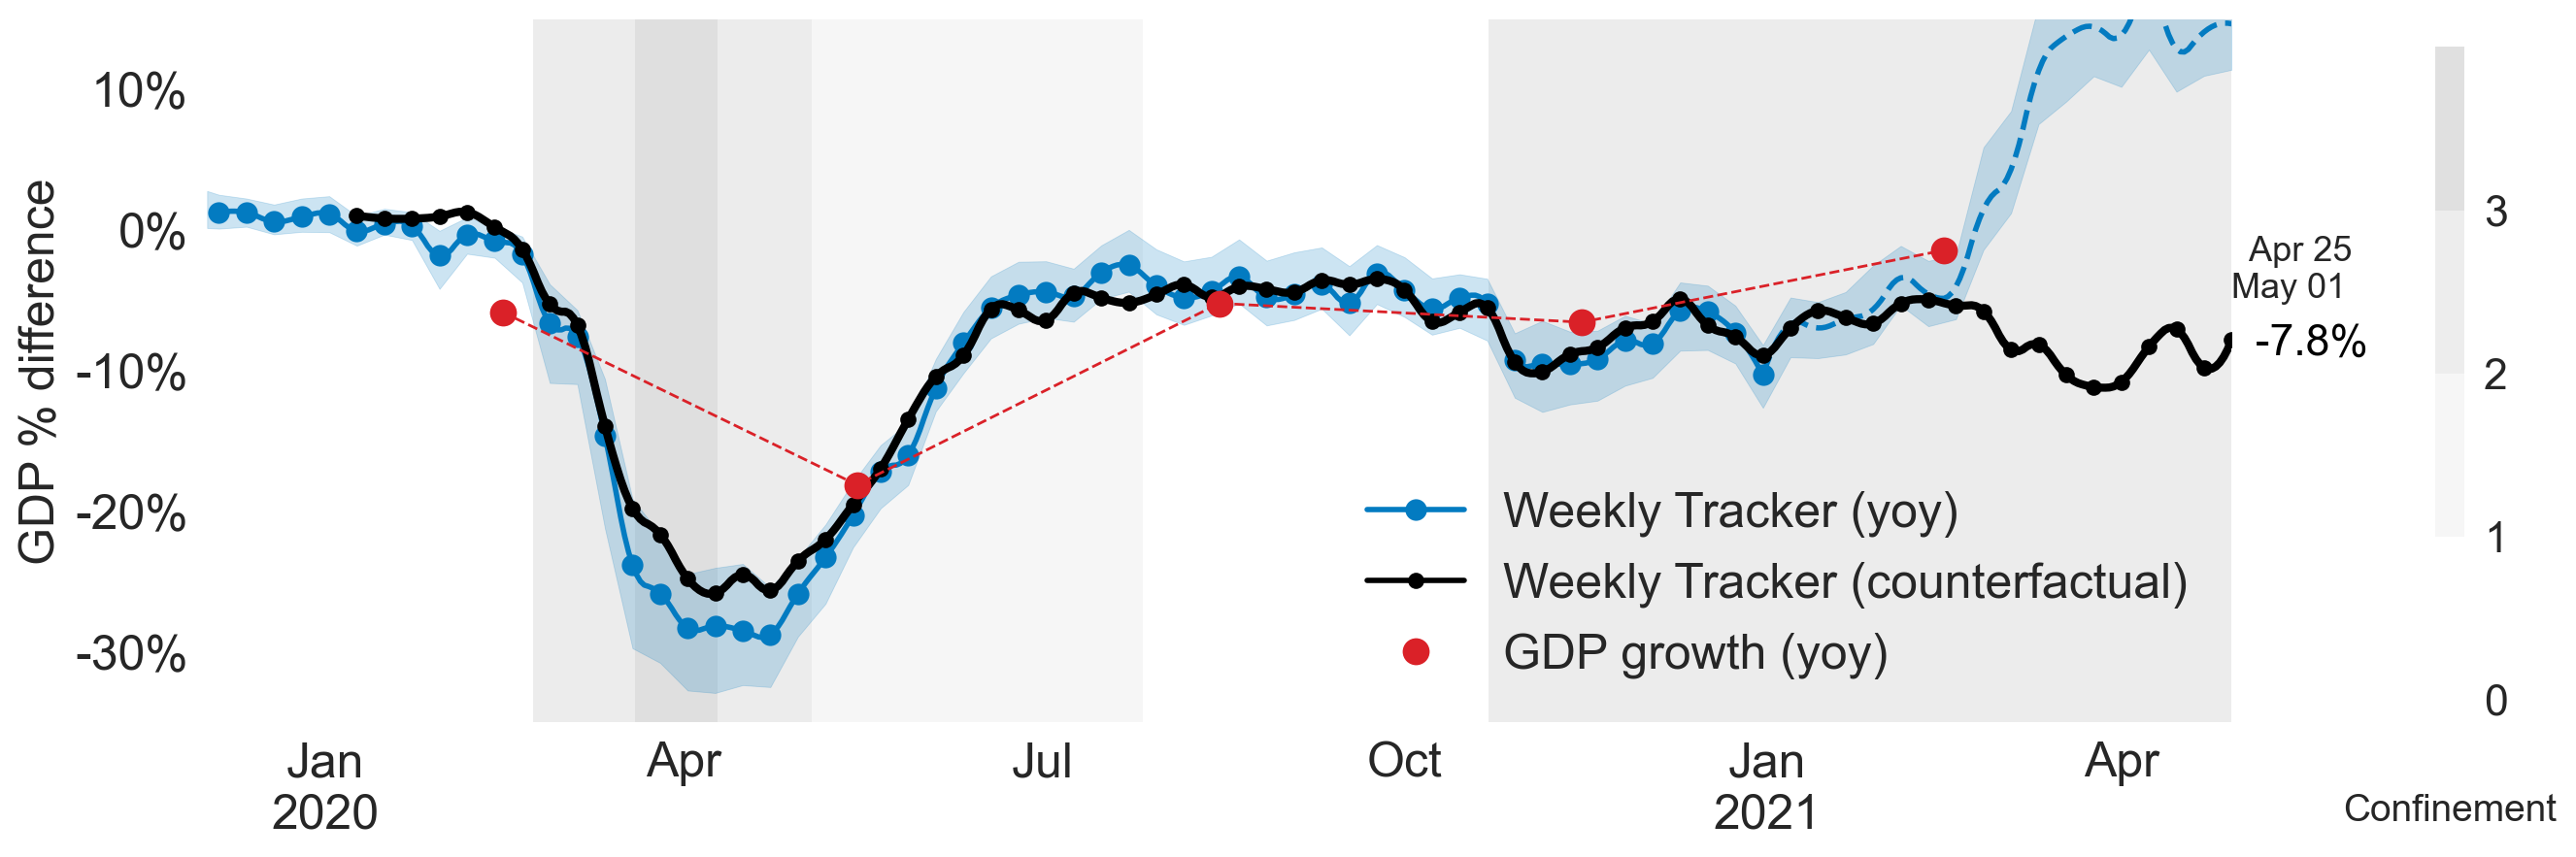 GDP % difference
10%
0%
-10%
-20%
-30%
Jan
2020
Apr
Jul
Oct
Jan
2021
Apr
Weekly Tracker (yoy)
Weekly Tracker (counterfactual)
GDP growth (yoy)
Apr 25
May 01
-7.8%
3
2
1
0
Confinement